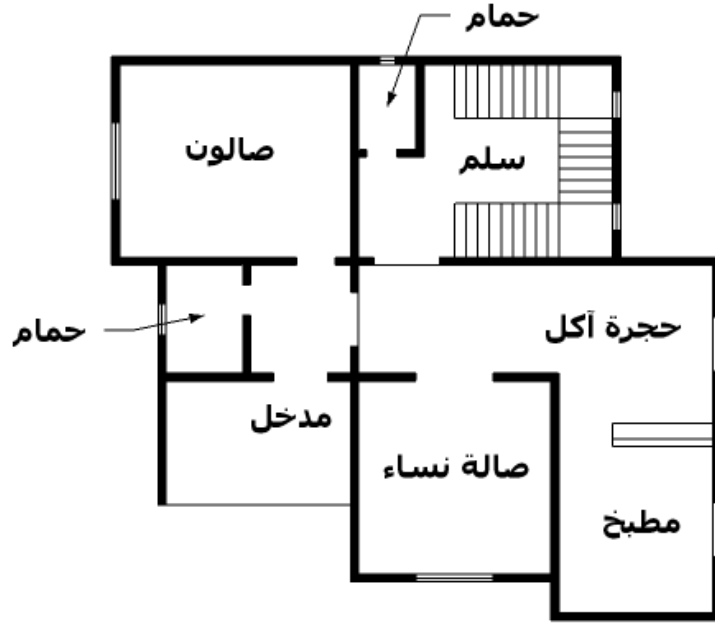 حمام
صالون
سلم
حجرة آكل
حمام
مدخل
صالة نساء
مطبخ